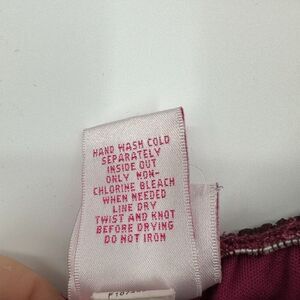 HAND WASH COLD
SEPARATELY
INSIDE OUT
ONLY NON-
CHLORINE BLEACH
WHEN NEEDED
LINE DRY
TWIST AND KNOT
BEFORE DRYING
DO NOT IRON